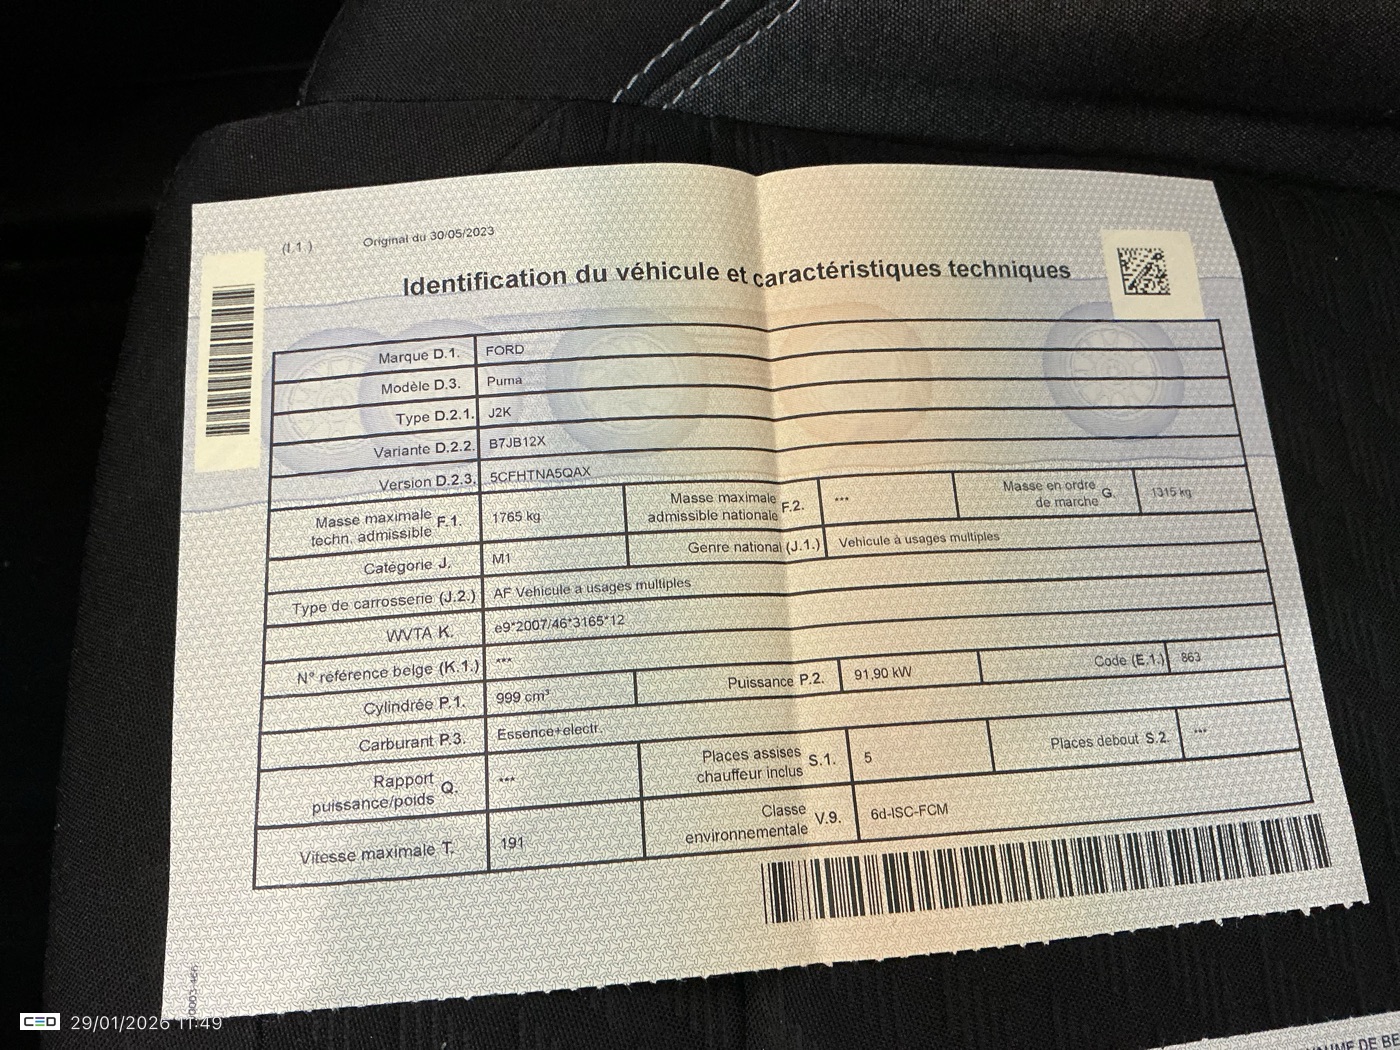 (I.1 )
Original du 30/05/2023
Identification du véhicule et caractéristiques techniques
Marque D.1. FORD
Modèle D.3. Puma
Type D.2.1. J2K
Variante D.2.2. B7JB12X
Version D.2.3. 5CFHTNA5QAX
Masse maximale techn. admissible F.1. 1765 kg Masse maximale admissible nationale F.2. *** Masse en ordre de marche G. 1315 kg
Catégorie J. M1 Genre national (J.1.) Vehicule à usages multiples
Type de carrosserie (J.2.) AF Vehicule a usages multiples
WVTA K. e9*2007/46*3165*12
N° référence belge (K.1.) ***
Cylindrée P.1. 999 cm³ Puissance P.2. 91,90 kW Code (E.1.) 863
Carburant P.3. Essence+electr.
Rapport puissance/poids Q. *** Places assises chauffeur inclus S.1. 5 Places debout S.2. ***
Vitesse maximale T. 191 Classe environnementale V.9. 6d-ISC-FCM
CED 29/01/2026 11:49
DE BE